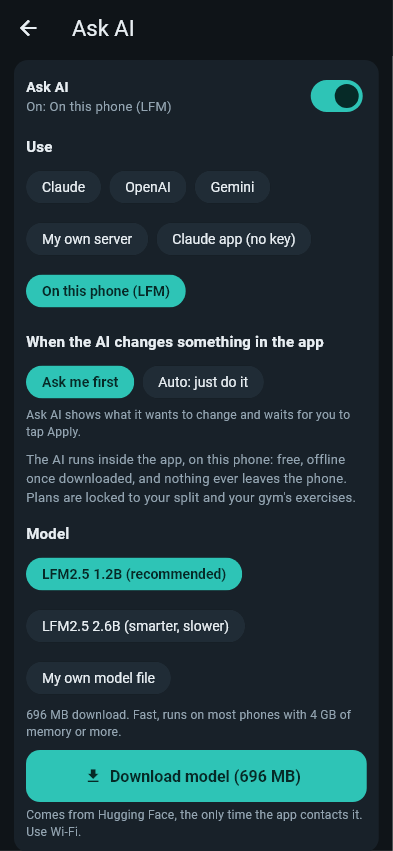 Ask AI
Ask AI
On: On this phone (LFM)
Use
Claude
OpenAI
Gemini
My own server
Claude app (no key)
On this phone (LFM)
When the AI changes something in the app
Ask me first
Auto: just do it
Ask AI shows what it wants to change and waits for you to
tap Apply.
The AI runs inside the app, on this phone: free, offline
once downloaded, and nothing ever leaves the phone.
Plans are locked to your split and your gym's exercises.
Model
LFM2.5 1.2B (recommended)
LFM2.5 2.6B (smarter, slower)
My own model file
696 MB download. Fast, runs on most phones with 4 GB of
memory or more.
Download model (696 MB)
Comes from Hugging Face, the only time the app contacts it.
Use Wi-Fi.